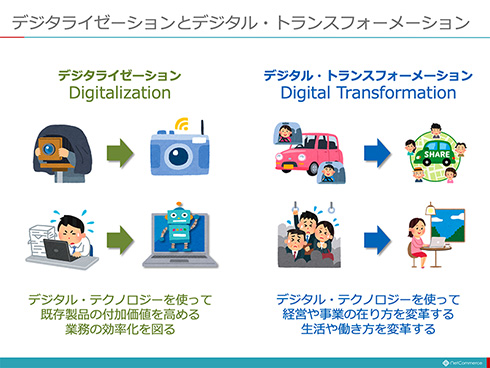 デジタライゼーションとデジタル・トランスフォーメーション
デジタライゼーション
Digitalization
デジタル・トランスフォーメーション
Digital Transformation
SHARE
デジタル・テクノロジーを使って
既存製品の付加価値を高める
業務の効率化を図る
デジタル・テクノロジーを使って
経営や事業の在り方を変革する
生活や働き方を変革する
NetCommerce